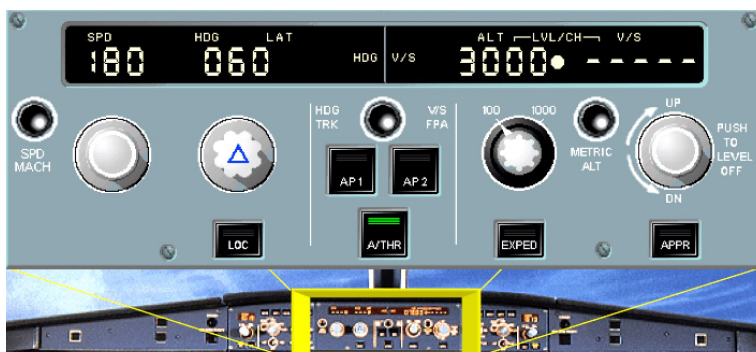 SPD HDG LAT ALT LVL/CH V/S
180 060 HDG V/S 3000 -----
HDG V/S 100 1000 UP
TRK FPA
SPD
MACH
METRIC
ALT
PUSH
TO
LEVEL
OFF
AP1 AP2
DN
LOC A/THR EXPED APPR